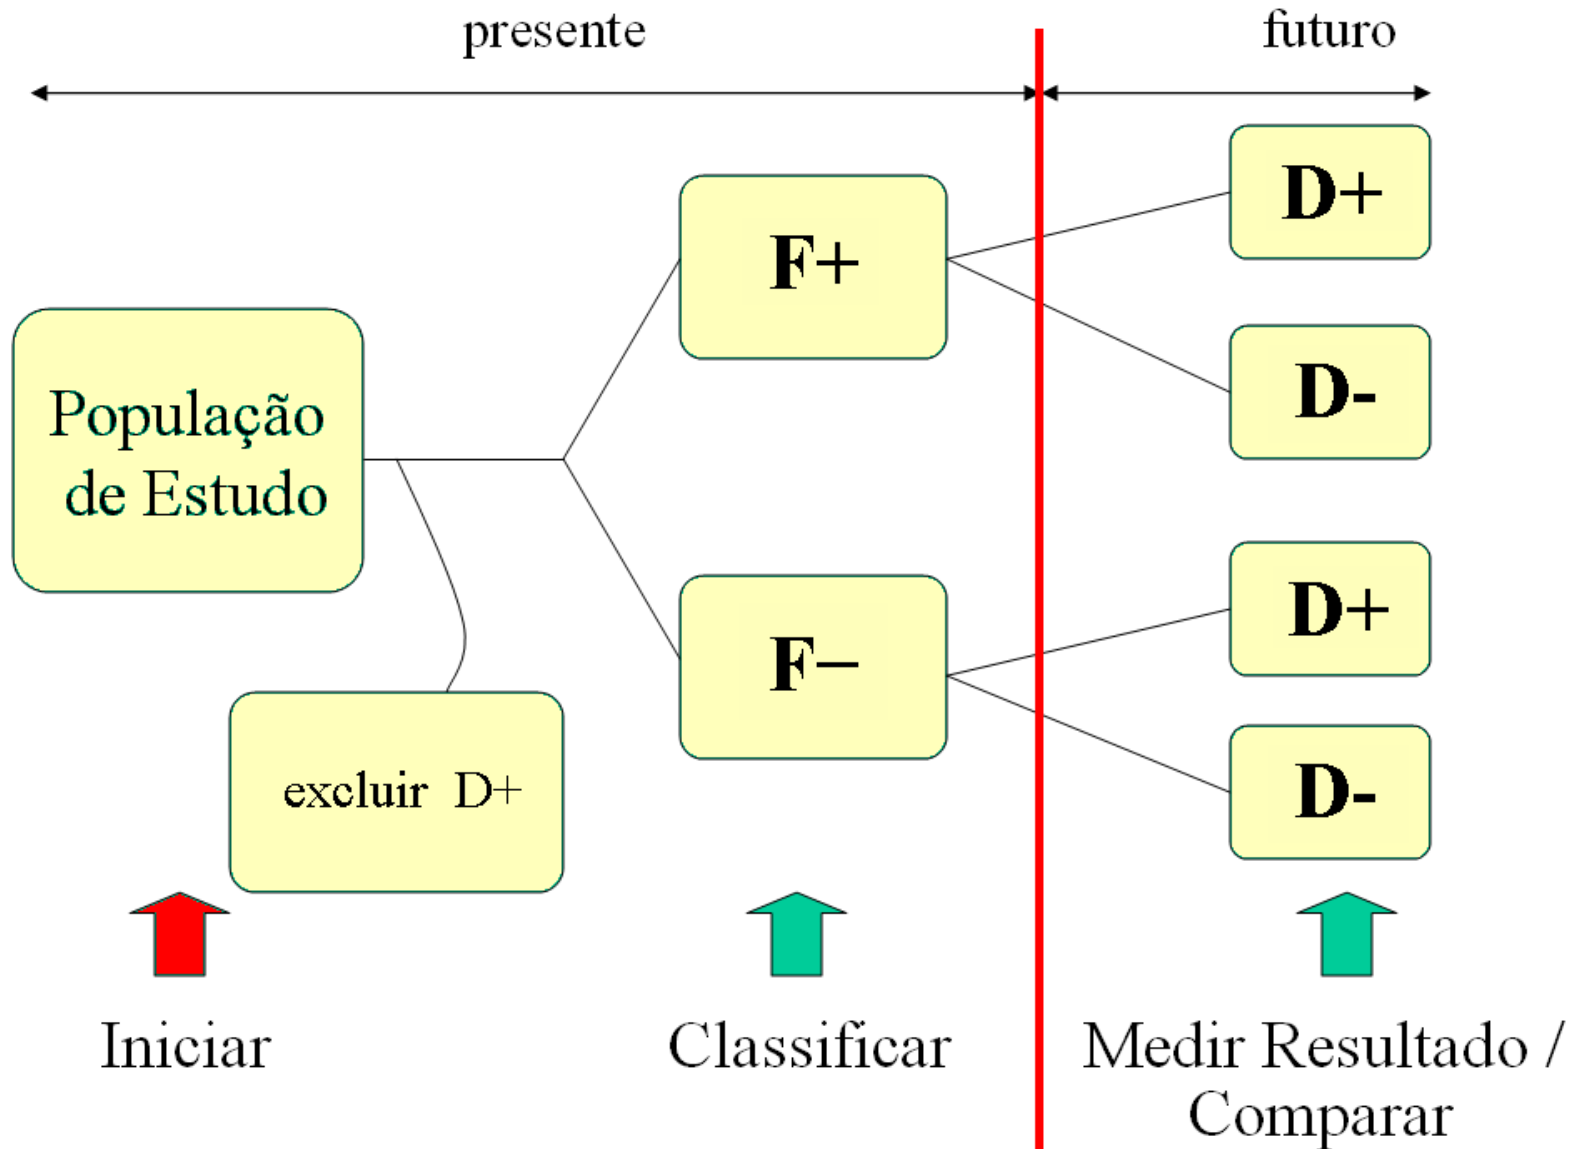 presente
futuro
População
de Estudo
excluir D+
F+
F−
D+
D-
D+
D-
Iniciar
Classificar
Medir Resultado /
Comparar